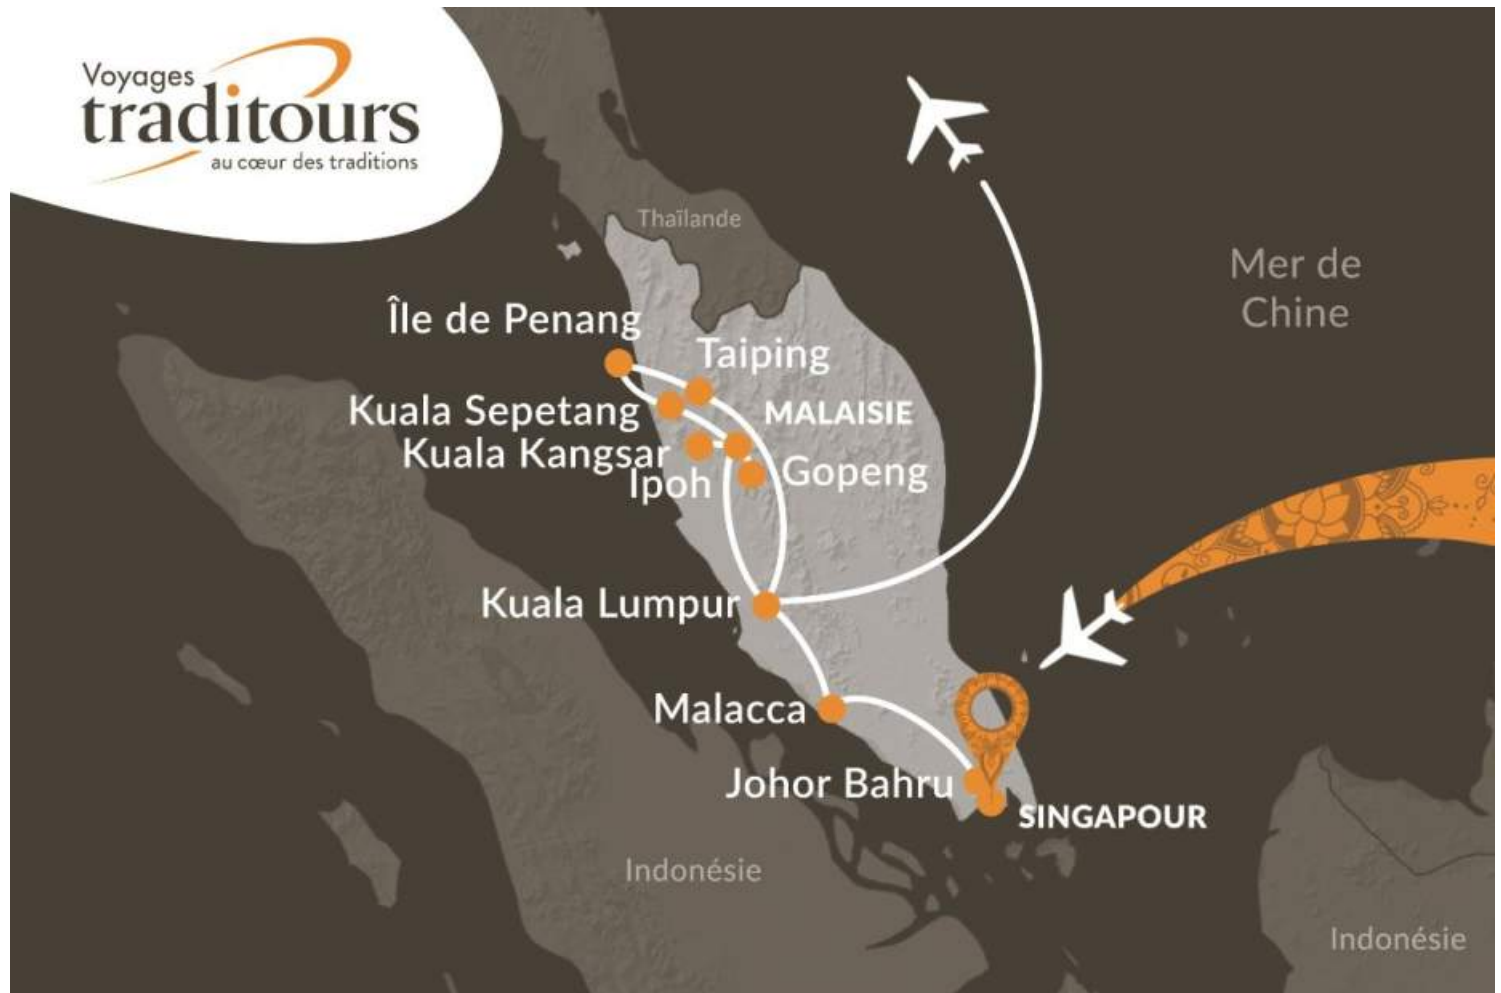 Voyages
traditours
au cœur des traditions
Thaïlande
Mer de
Chine
Île de Penang
Taiping
Kuala Sepetang
MALAISIE
Kuala Kangsar
Gopeng
Ipoh
Kuala Lumpur
Malacca
Johor Bahru
SINGAPOUR
Indonésie
Indonésie